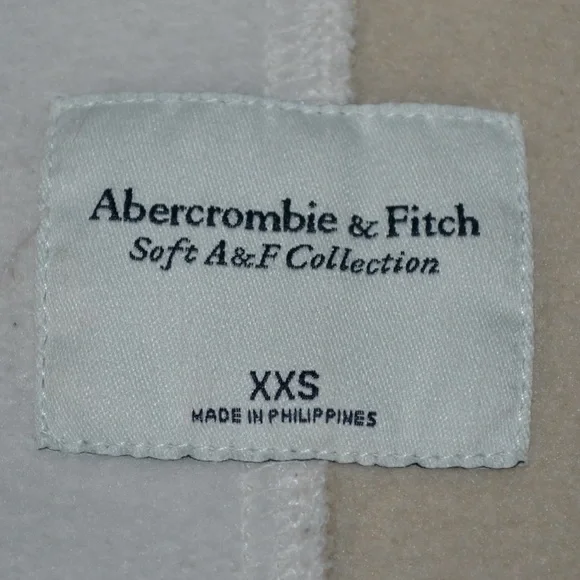 Abercrombie & Fitch
Soft A&F Collection
XXS
MADE IN PHILIPPINES